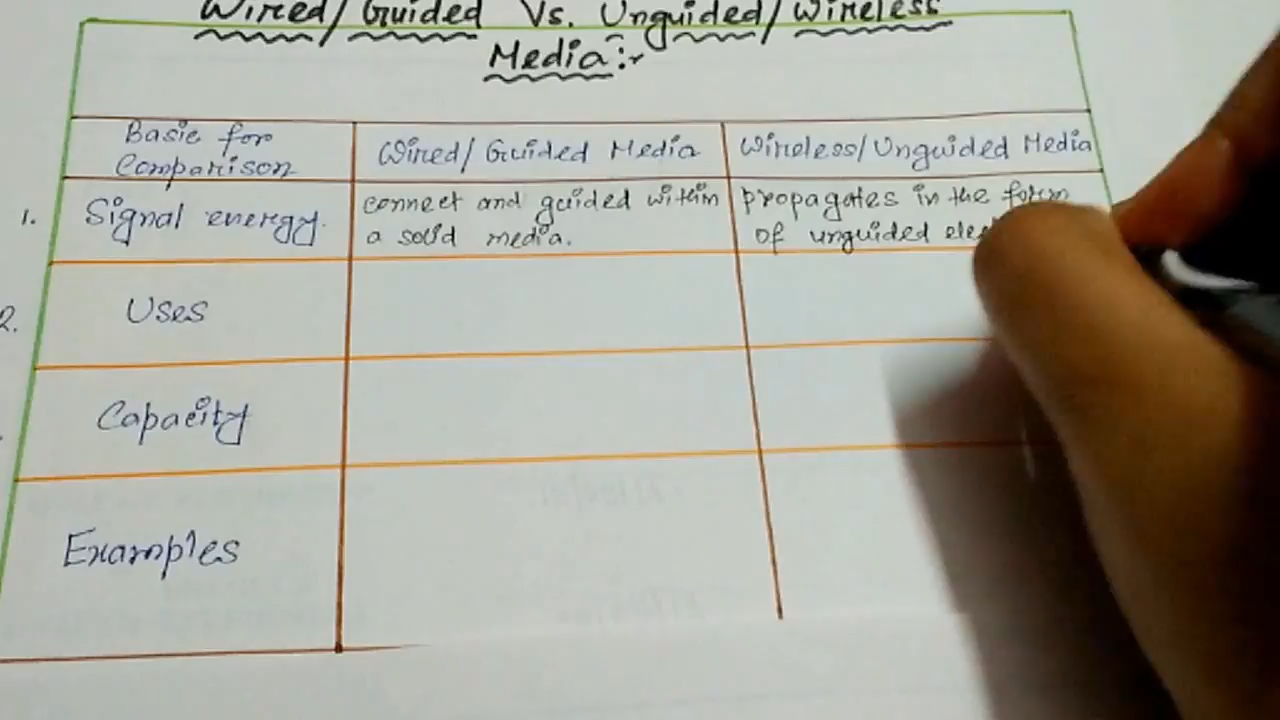 Wired/Guided Vs. Unguided/Wireless
Media:-
Basic for
Comparison
Wired/Guided Media
Wireless/Unguided Media
1.
Signal energy.
connect and guided within
a solid media.
propagates in the form
of unguided
2.
Uses
Capacity
Examples